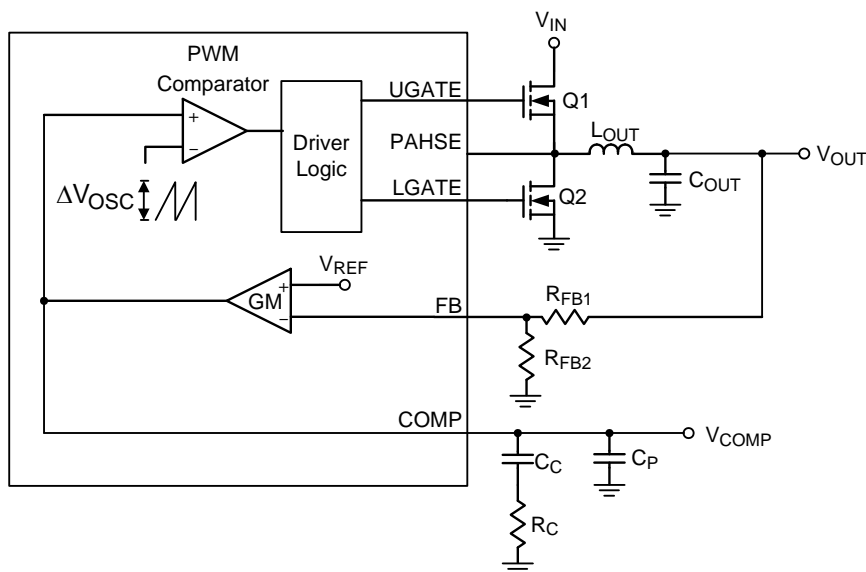 V_IN
PWM
Comparator
UGATE
Q1
+
−
Driver
Logic
PAHSE
L_OUT
V_OUT
C_OUT
ΔV_OSC
LGATE
Q2
V_REF
GM
+
−
FB
R_FB1
R_FB2
COMP
V_COMP
C_C
C_P
R_C